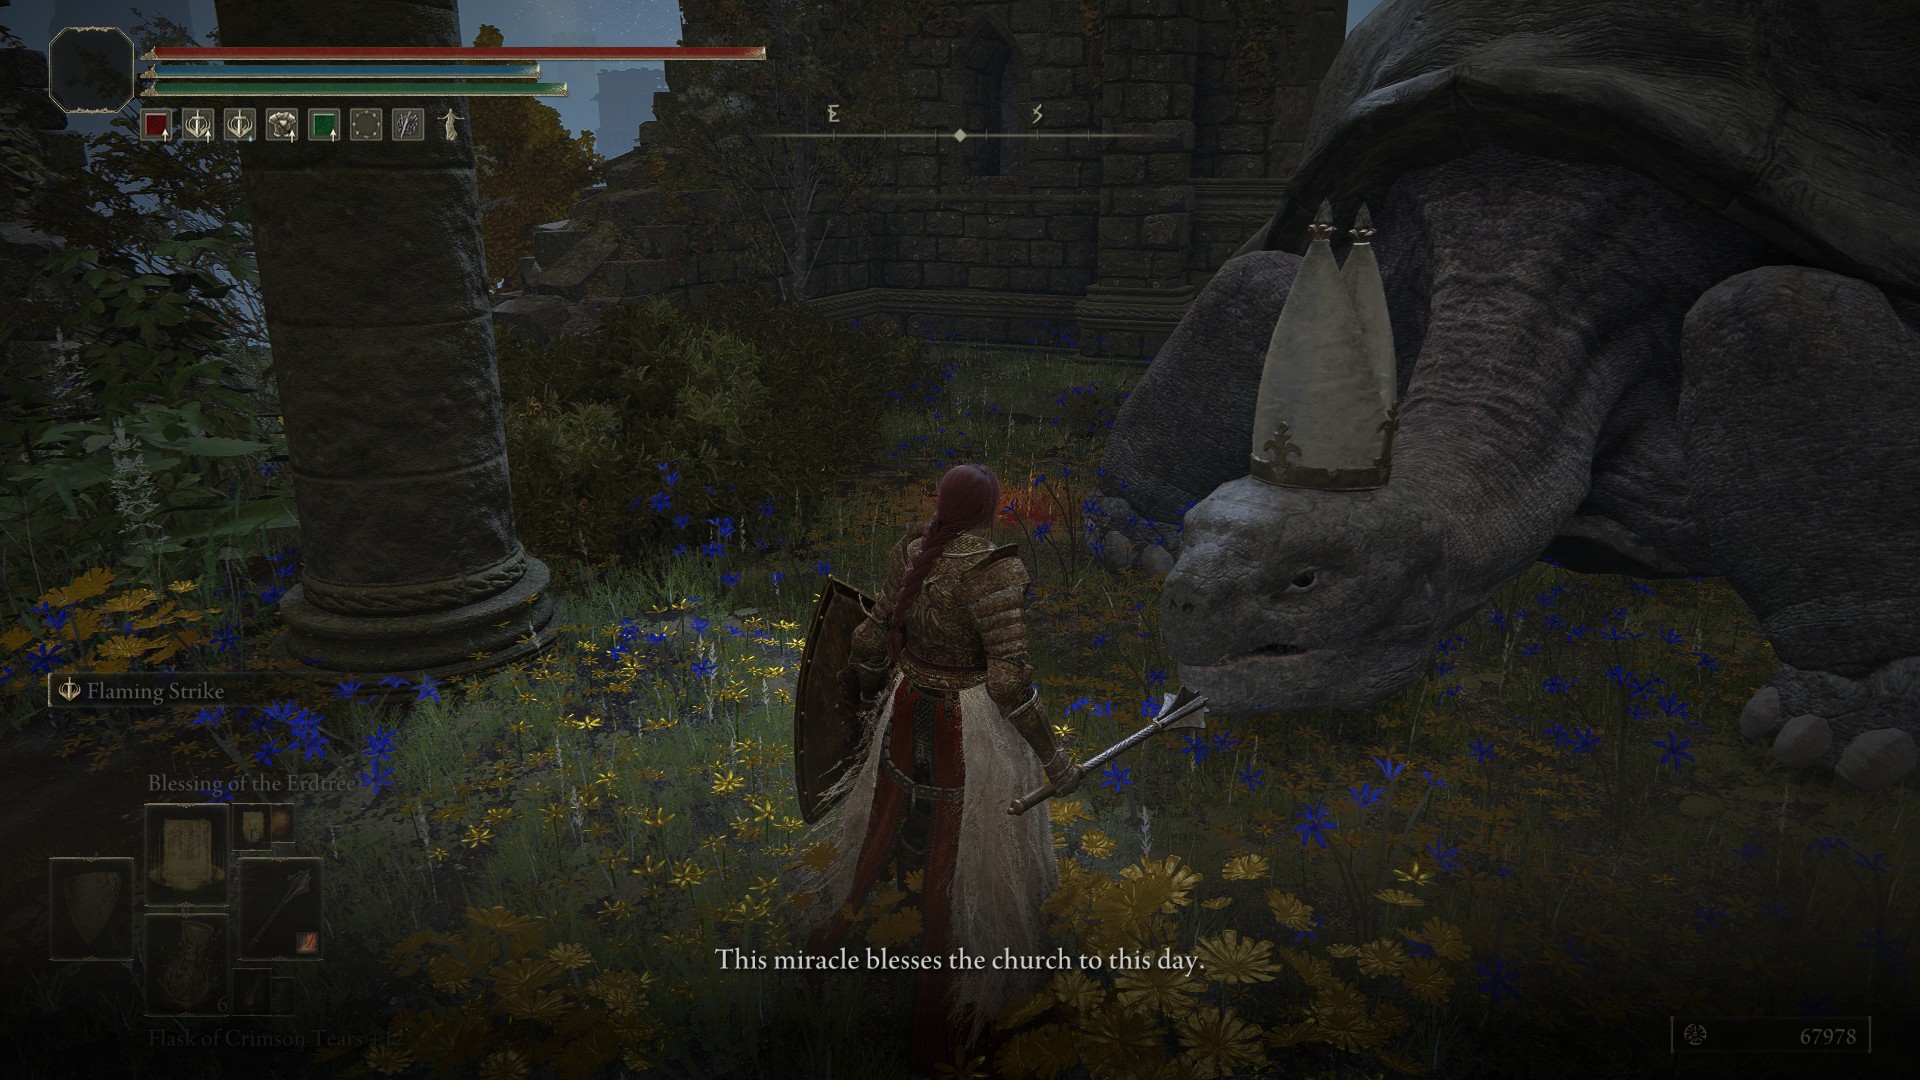 E
S
Flaming Strike
Blessing of the Erdtree
This miracle blesses the church to this day.
6
Flask of Crimson Tears +12
67978